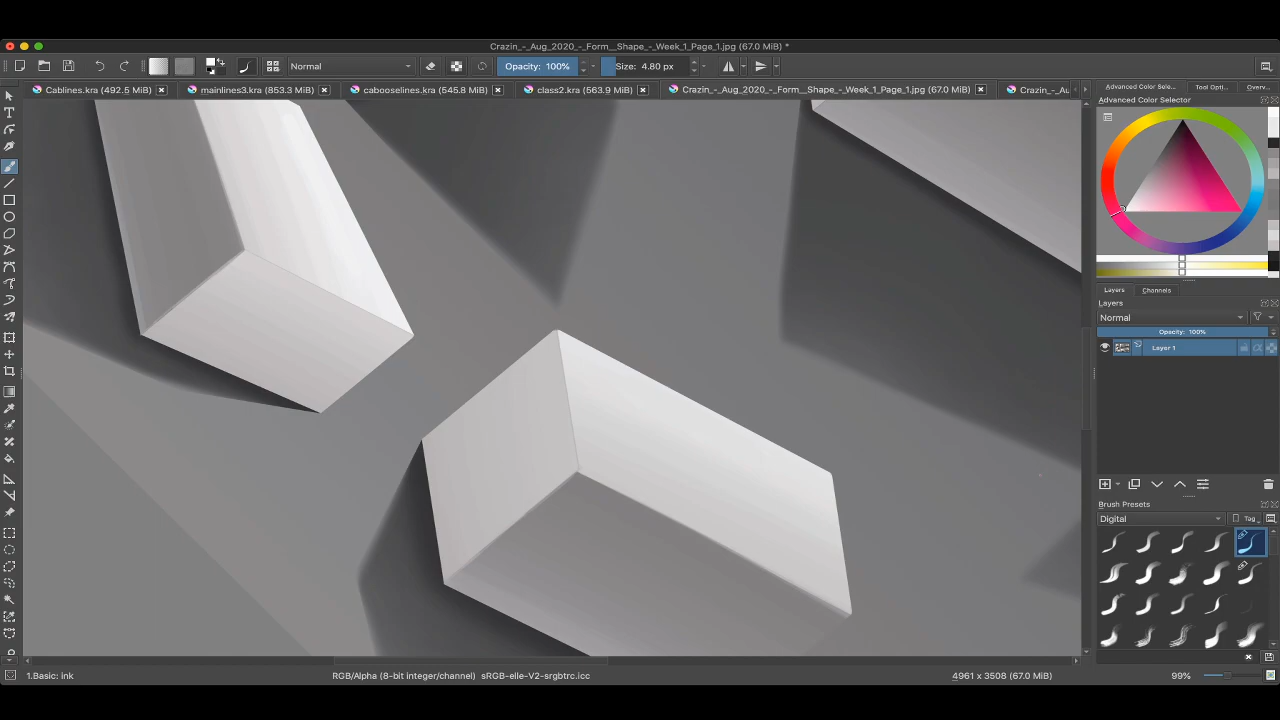 Crazin_-_Aug_2020_-_Form__Shape_-_Week_1_Page_1.jpg (67.0 MiB) *
Normal
Opacity: 100%
Size: 4.80 px
Cablines.kra (492.5 MiB)
mainlines3.kra (853.3 MiB)
cabooselines.kra (545.8 MiB)
class2.kra (563.9 MiB)
Crazin_-_Aug_2020_-_Form__Shape_-_Week_1_Page_1.jpg (67.0 MiB)
Crazin_-_Au
Advanced Color Sele...
Tool Opti...
Overv...
Advanced Color Selector
Layers
Channels
Layers
Normal
Opacity: 100%
Layer 1
Brush Presets
Digital
Tag
1.Basic: ink
RGB/Alpha (8-bit integer/channel) sRGB-elle-V2-srgbtrc.icc
4961 x 3508 (67.0 MiB)
99%